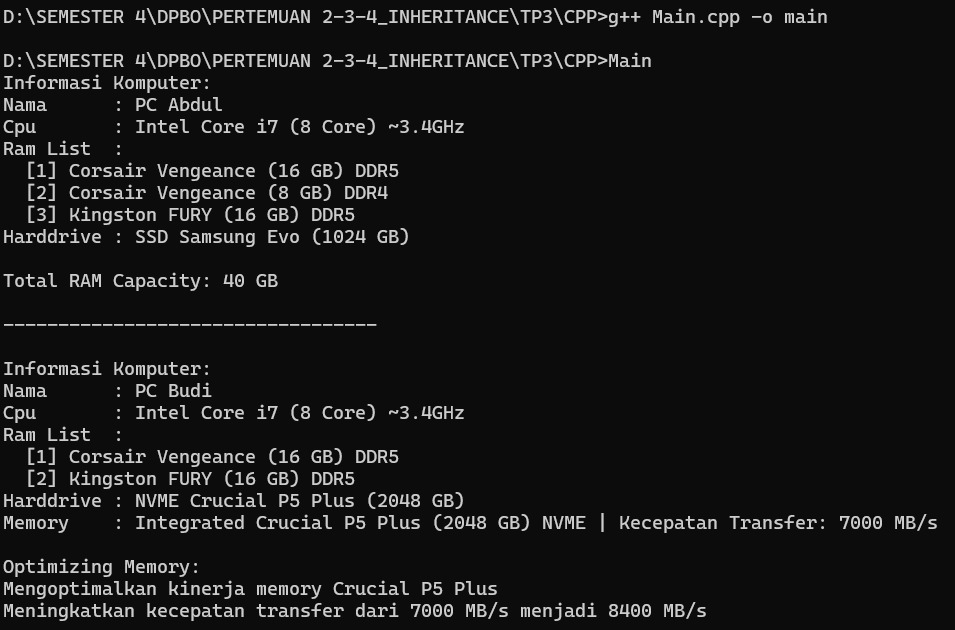 D:\SEMESTER 4\DPBO\PERTEMUAN 2-3-4_INHERITANCE\TP3\CPP>g++ Main.cpp -o main
D:\SEMESTER 4\DPBO\PERTEMUAN 2-3-4_INHERITANCE\TP3\CPP>Main
Informasi Komputer:
Nama      : PC Abdul
Cpu       : Intel Core i7 (8 Core) ~3.4GHz
Ram List  :
  [1] Corsair Vengeance (16 GB) DDR5
  [2] Corsair Vengeance (8 GB) DDR4
  [3] Kingston FURY (16 GB) DDR5
Harddrive : SSD Samsung Evo (1024 GB)
Total RAM Capacity: 40 GB
----------------------------------
Informasi Komputer:
Nama      : PC Budi
Cpu       : Intel Core i7 (8 Core) ~3.4GHz
Ram List  :
  [1] Corsair Vengeance (16 GB) DDR5
  [2] Kingston FURY (16 GB) DDR5
Harddrive : NVME Crucial P5 Plus (2048 GB)
Memory    : Integrated Crucial P5 Plus (2048 GB) NVME | Kecepatan Transfer: 7000 MB/s
Optimizing Memory:
Mengoptimalkan kinerja memory Crucial P5 Plus
Meningkatkan kecepatan transfer dari 7000 MB/s menjadi 8400 MB/s